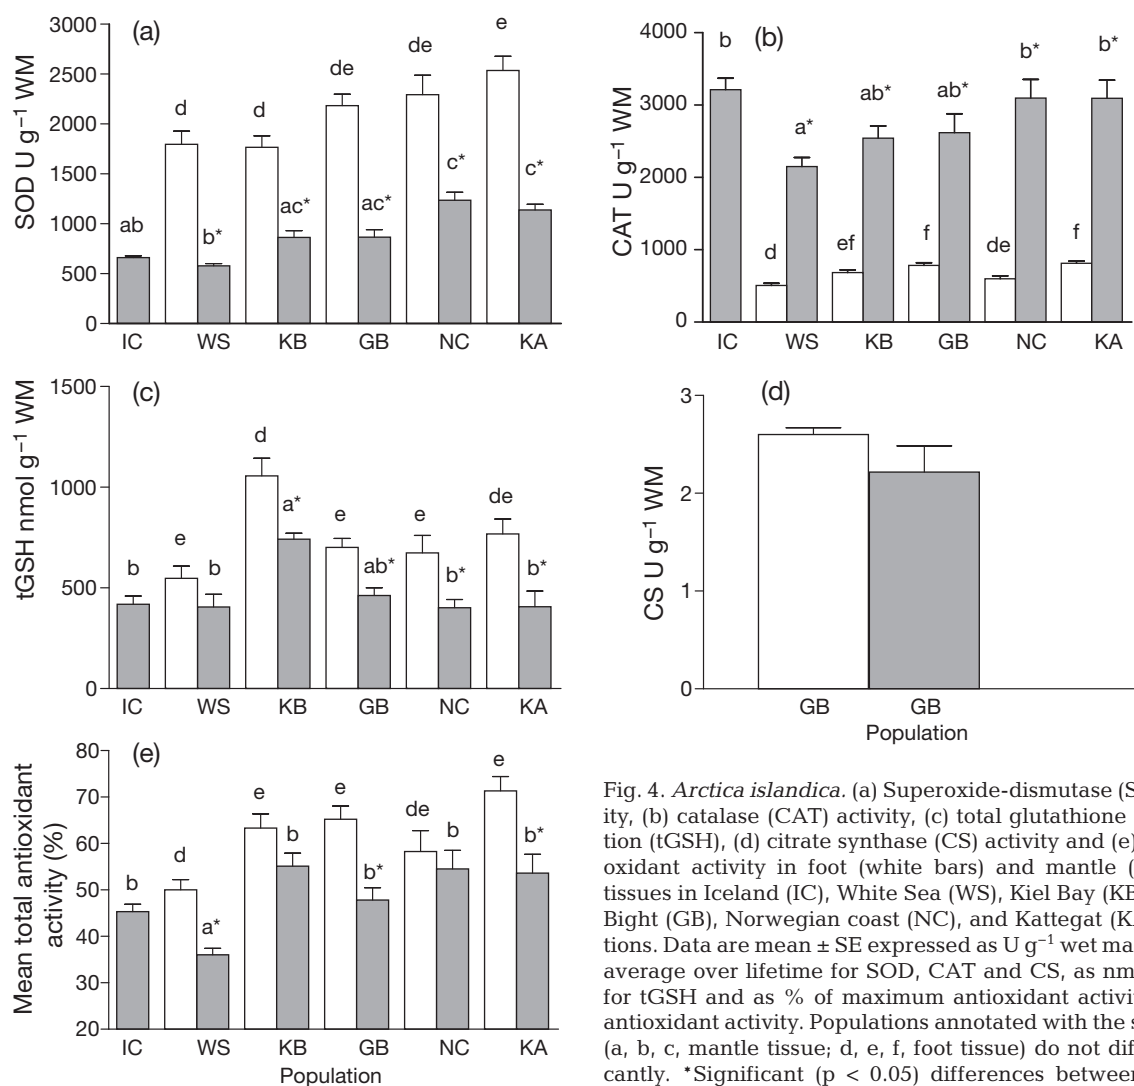 (a)
SOD U g⁻¹ WM
3000
2500
2000
1500
1000
500
0
ab
d
b*
d
ac*
de
ac*
de
c*
e
c*
IC WS KB GB NC KA
(b)
CAT U g⁻¹ WM
4000
3000
2000
1000
0
b
d
a*
ef
ab*
f
ab*
de
b*
f
b*
IC WS KB GB NC KA
(c)
tGSH nmol g⁻¹ WM
1500
1000
500
0
b
e
b
d
a*
e
ab*
e
b*
de
b*
IC WS KB GB NC KA
(d)
CS U g⁻¹ WM
3
2
1
0
GB GB
Population
(e)
Mean total antioxidant
activity (%)
80
70
60
50
40
30
20
b
d
a*
e
b
e
b*
de
b
e
b*
IC WS KB GB NC KA
Population
Fig. 4. Arctica islandica. (a) Superoxide-dismutase (S
ity, (b) catalase (CAT) activity, (c) total glutathione
tion (tGSH), (d) citrate synthase (CS) activity and (e)
oxidant activity in foot (white bars) and mantle (
tissues in Iceland (IC), White Sea (WS), Kiel Bay (KB
Bight (GB), Norwegian coast (NC), and Kattegat (K
tions. Data are mean ± SE expressed as U g⁻¹ wet ma
average over lifetime for SOD, CAT and CS, as nm
for tGSH and as % of maximum antioxidant activi
antioxidant activity. Populations annotated with the s
(a, b, c, mantle tissue; d, e, f, foot tissue) do not dif
cantly. *Significant (p < 0.05) differences between